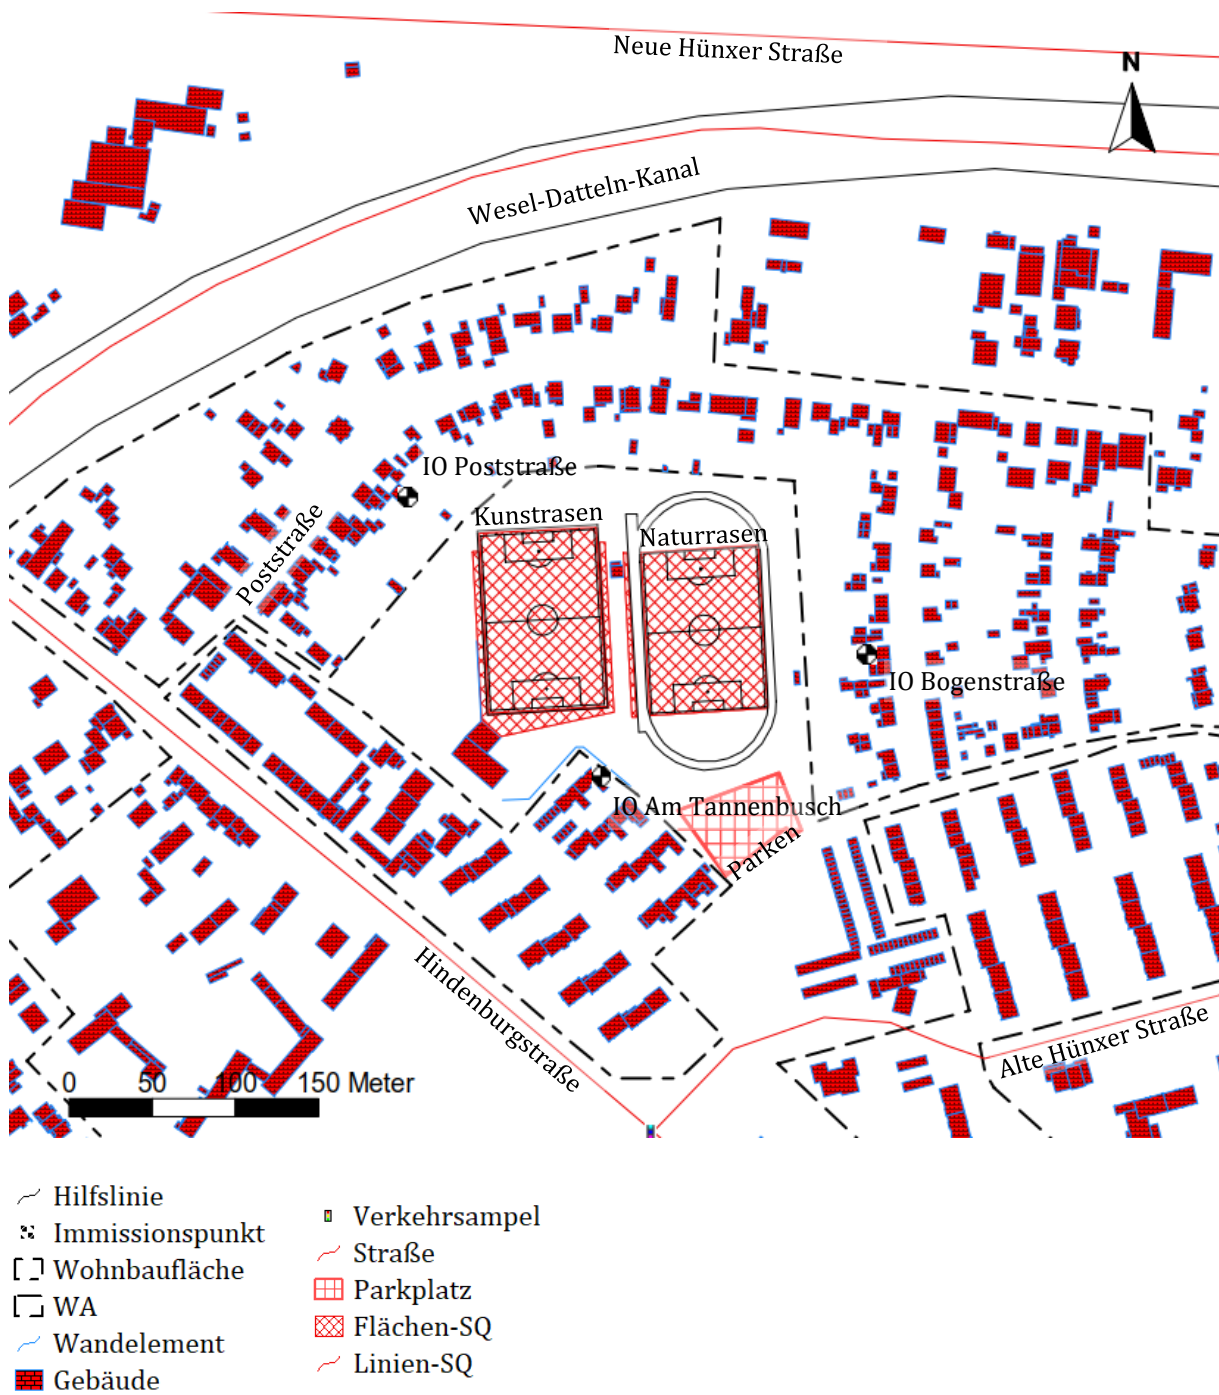 Neue Hünxer Straße
N
Wesel-Datteln-Kanal
IO Poststraße
Kunstrasen
Naturrasen
Poststraße
IO Bogenstraße
IO Am Tannenbusch
Parken
Hindenburgstraße
Alte Hünxer Straße
0 50 100 150 Meter
Hilfslinie
Immissionspunkt
Wohnbaufläche
WA
Wandelement
Gebäude
Verkehrsampel
Straße
Parkplatz
Flächen-SQ
Linien-SQ